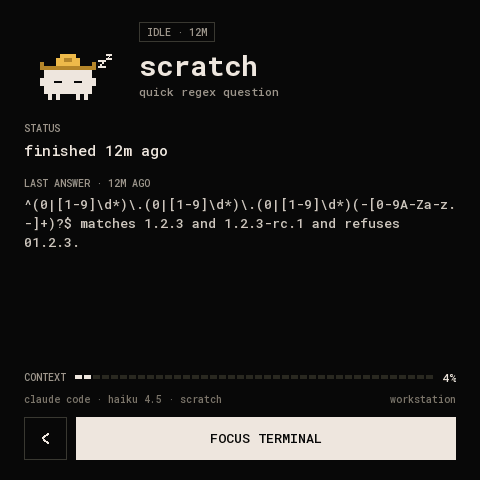 IDLE · 12M
scratch
quick regex question
STATUS
finished 12m ago
LAST ANSWER · 12M AGO
^(0|[1-9]\d*)\.(0|[1-9]\d*)\.(0|[1-9]\d*)(-[0-9A-Za-z.
-]+)?$ matches 1.2.3 and 1.2.3-rc.1 and refuses
01.2.3.
CONTEXT 4%
claude code · haiku 4.5 · scratch workstation
< FOCUS TERMINAL